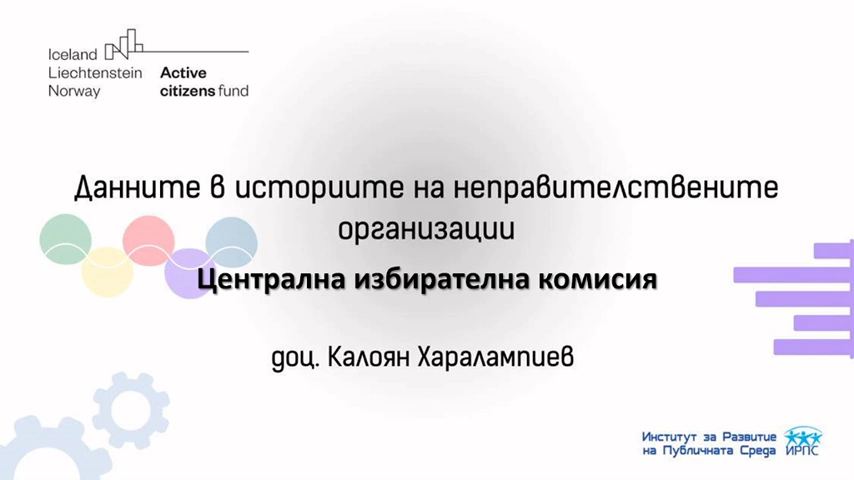 Iceland
Liechtenstein Active
Norway citizens fund
Данните в историите на неправителствените
организации
Централна избирателна комисия
доц. Калоян Харалампиев
Институт за Развитие
на Публичната Среда ИРПС